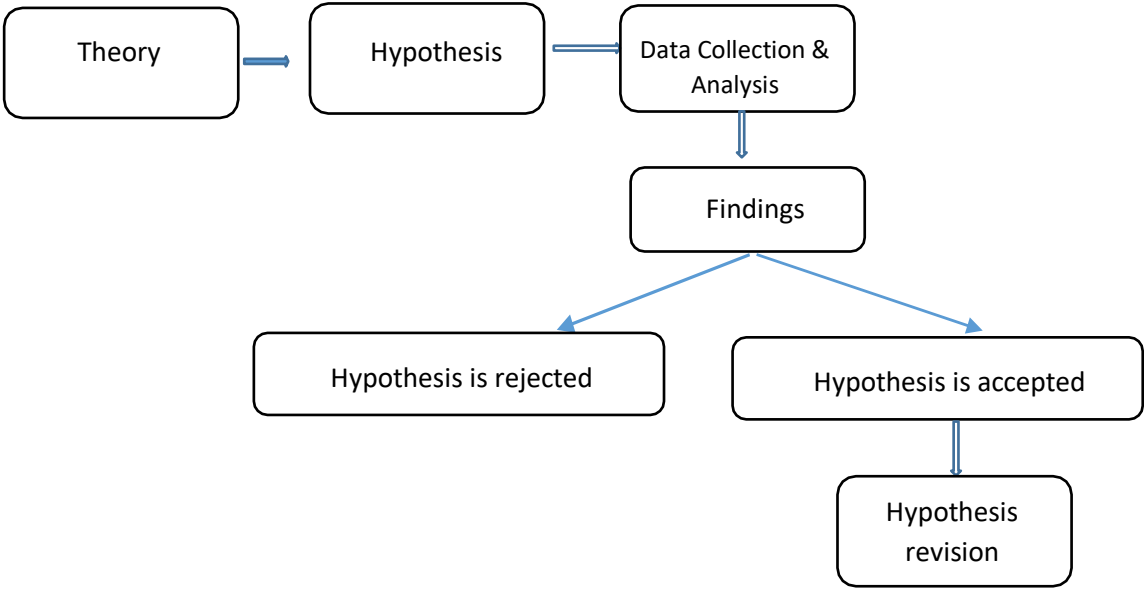 Theory
Hypothesis
Data Collection &
Analysis
Findings
Hypothesis is rejected
Hypothesis is accepted
Hypothesis
revision